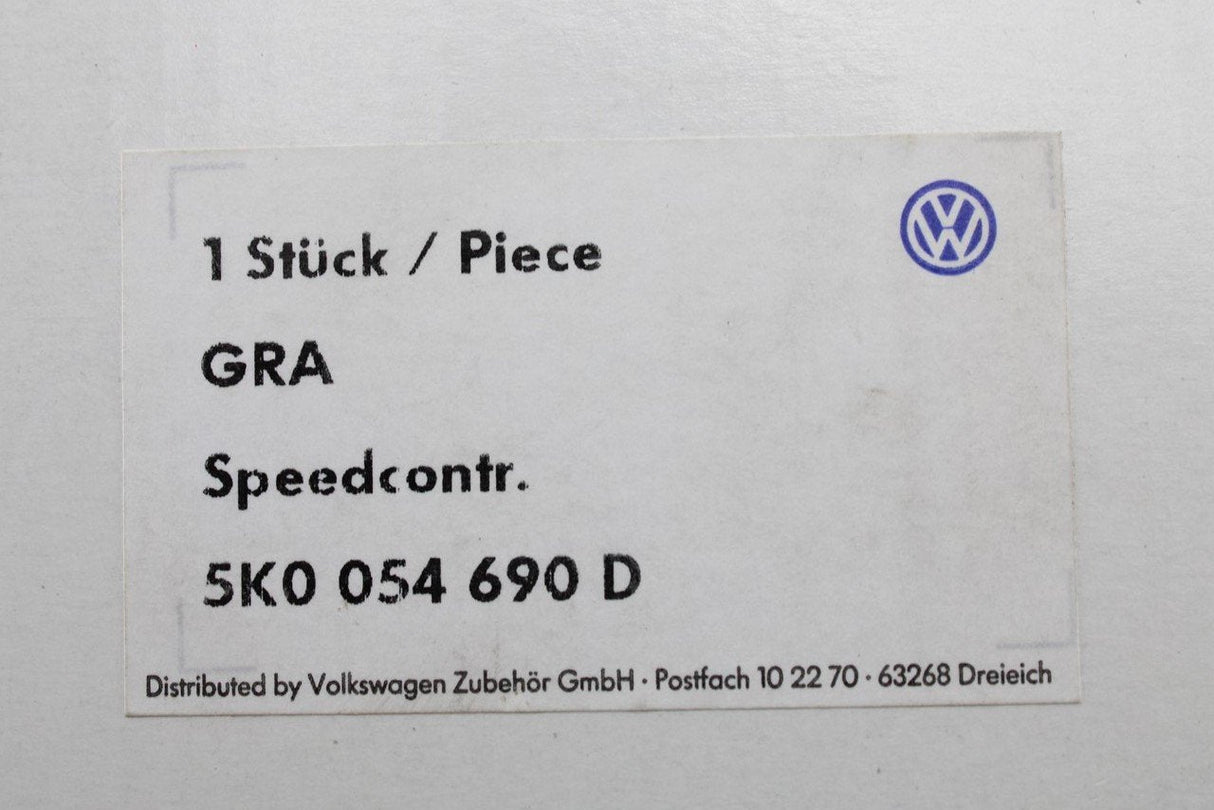 1 Stück / Piece
GRA
Speedcontr.
5K0 054 690 D
Distributed by Volkswagen Zubehör GmbH · Postfach 10 22 70 · 63268 Dreieich